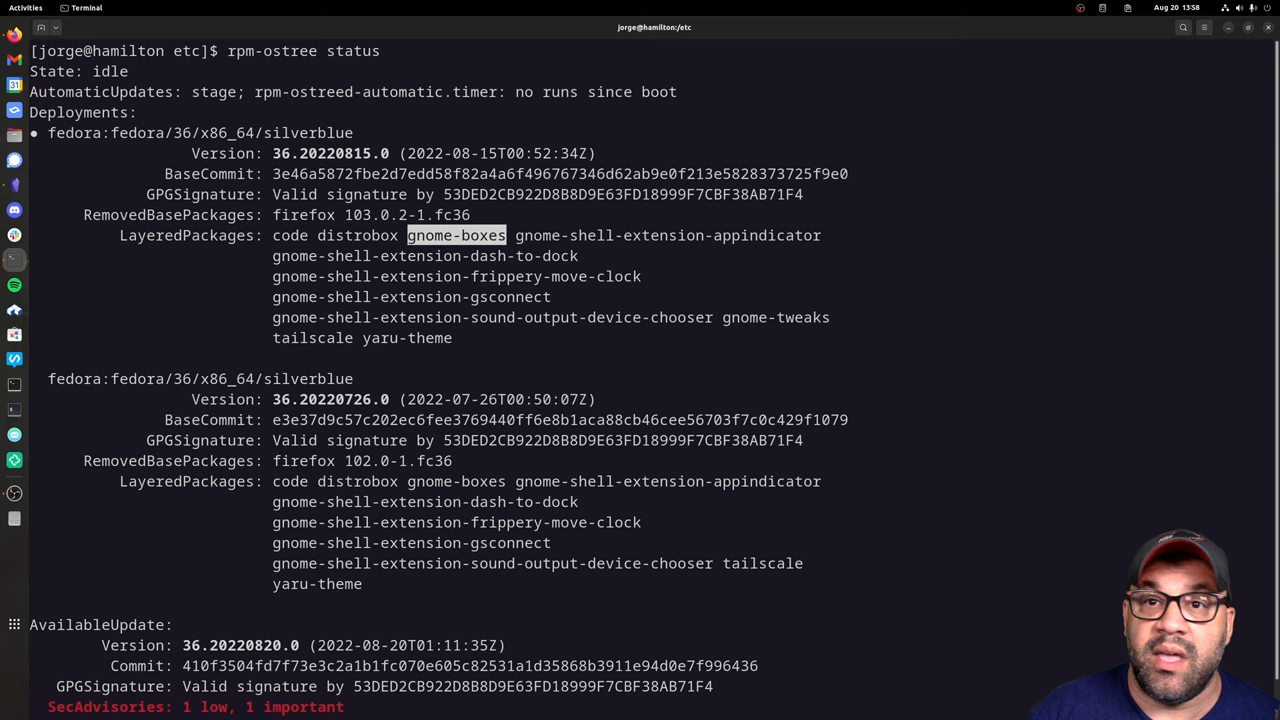 Activities
Terminal
Aug 20 13:58
jorge@hamilton:/etc
[jorge@hamilton etc]$ rpm-ostree status
State: idle
AutomaticUpdates: stage; rpm-ostreed-automatic.timer: no runs since boot
Deployments:
● fedora:fedora/36/x86_64/silverblue
Version: 36.20220815.0 (2022-08-15T00:52:34Z)
BaseCommit: 3e46a5872fbe2d7edd58f82a4a6f496767346d62ab9e0f213e5828373725f9e0
GPGSignature: Valid signature by 53DED2CB922D8B8D9E63FD18999F7CBF38AB71F4
RemovedBasePackages: firefox 103.0.2-1.fc36
LayeredPackages: code distrobox gnome-boxes gnome-shell-extension-appindicator
gnome-shell-extension-dash-to-dock
gnome-shell-extension-frippery-move-clock
gnome-shell-extension-gsconnect
gnome-shell-extension-sound-output-device-chooser gnome-tweaks
tailscale yaru-theme
fedora:fedora/36/x86_64/silverblue
Version: 36.20220726.0 (2022-07-26T00:50:07Z)
BaseCommit: e3e37d9c57c202ec6fee3769440ff6e8b1aca88cb46cee56703f7c0c429f1079
GPGSignature: Valid signature by 53DED2CB922D8B8D9E63FD18999F7CBF38AB71F4
RemovedBasePackages: firefox 102.0-1.fc36
LayeredPackages: code distrobox gnome-boxes gnome-shell-extension-appindicator
gnome-shell-extension-dash-to-dock
gnome-shell-extension-frippery-move-clock
gnome-shell-extension-gsconnect
gnome-shell-extension-sound-output-device-chooser tailscale
yaru-theme
AvailableUpdate:
Version: 36.20220820.0 (2022-08-20T01:11:35Z)
Commit: 410f3504fd7f73e3c2a1b1fc070e605c82531a1d35868b3911e94d0e7f996436
GPGSignature: Valid signature by 53DED2CB922D8B8D9E63FD18999F7CBF38AB71F4
SecAdvisories: 1 low, 1 important